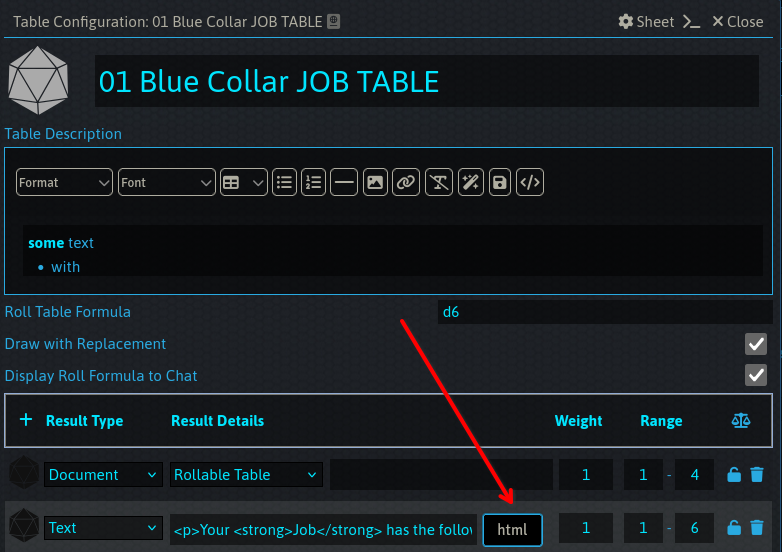 Table Configuration: 01 Blue Collar JOB TABLE Sheet Close
01 Blue Collar JOB TABLE
Table Description
Format Font
some text
• with
Roll Table Formula d6
Draw with Replacement
Display Roll Formula to Chat
+ Result Type Result Details Weight Range
Document Rollable Table 1 1 - 4
Text <p>Your <strong>Job</strong> has the follov html 1 1 - 6